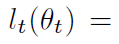 l_t(θ_t) =